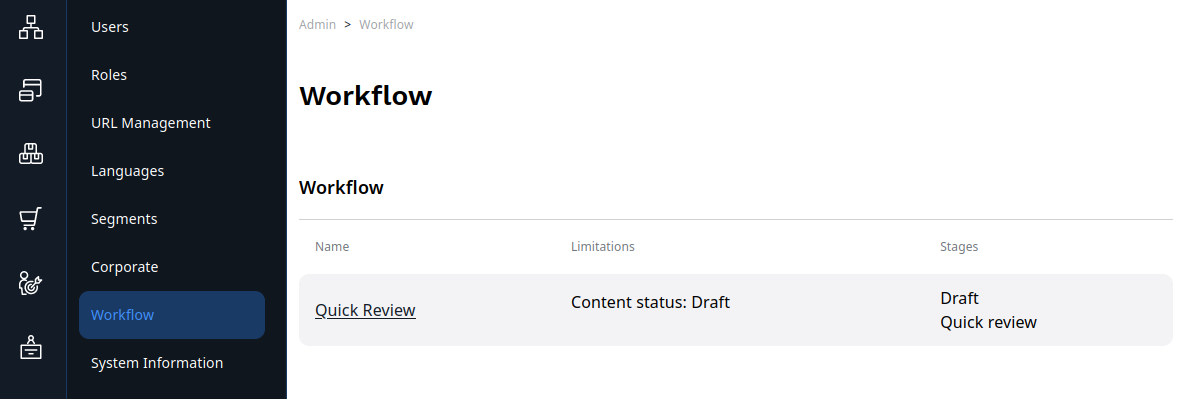 Users
Roles
URL Management
Languages
Segments
Corporate
Workflow
System Information
Admin > Workflow
Workflow
Workflow
Name Limitations Stages
Quick Review Content status: Draft Draft
Quick review